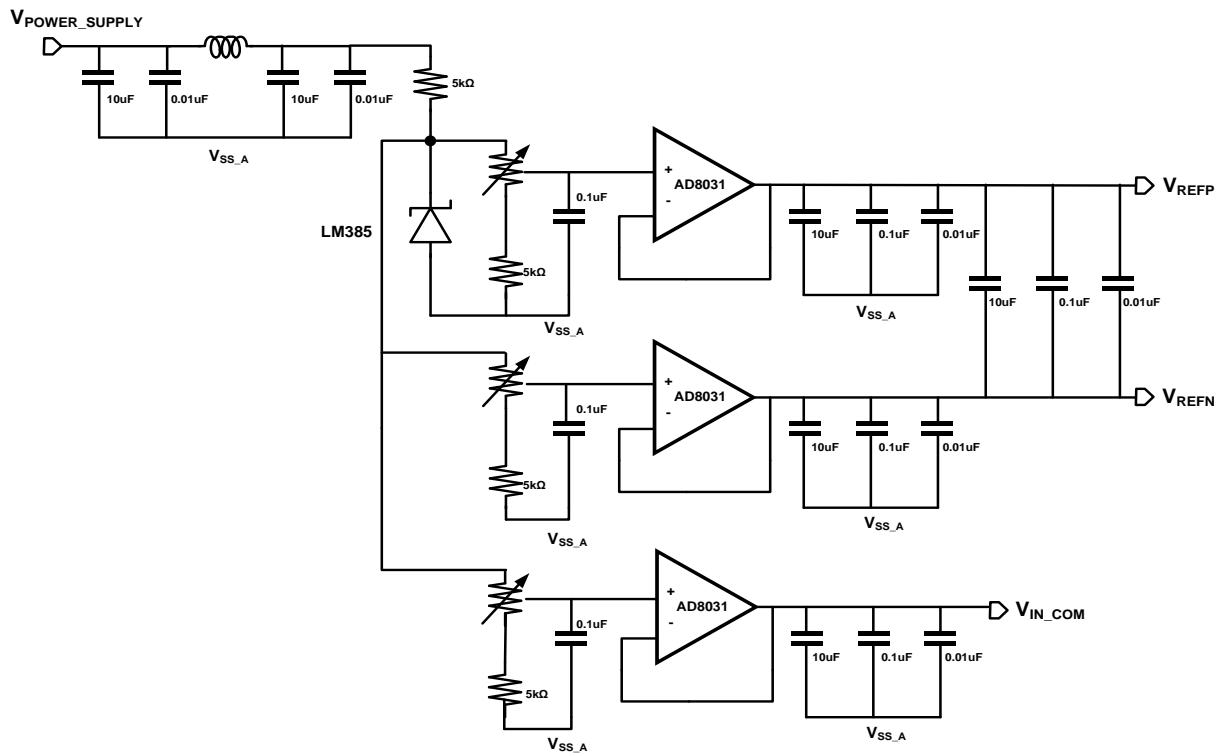 VPOWER_SUPPLY
10uF
0.01uF
10uF
0.01uF
5kΩ
VSS_A
LM385
0.1uF
5kΩ
VSS_A
+
-
AD8031
10uF
0.1uF
0.01uF
VSS_A
10uF
0.1uF
0.01uF
VREFP
0.1uF
5kΩ
VSS_A
+
-
AD8031
10uF
0.1uF
0.01uF
VSS_A
VREFN
0.1uF
5kΩ
VSS_A
+
-
AD8031
10uF
0.1uF
0.01uF
VSS_A
VIN_COM